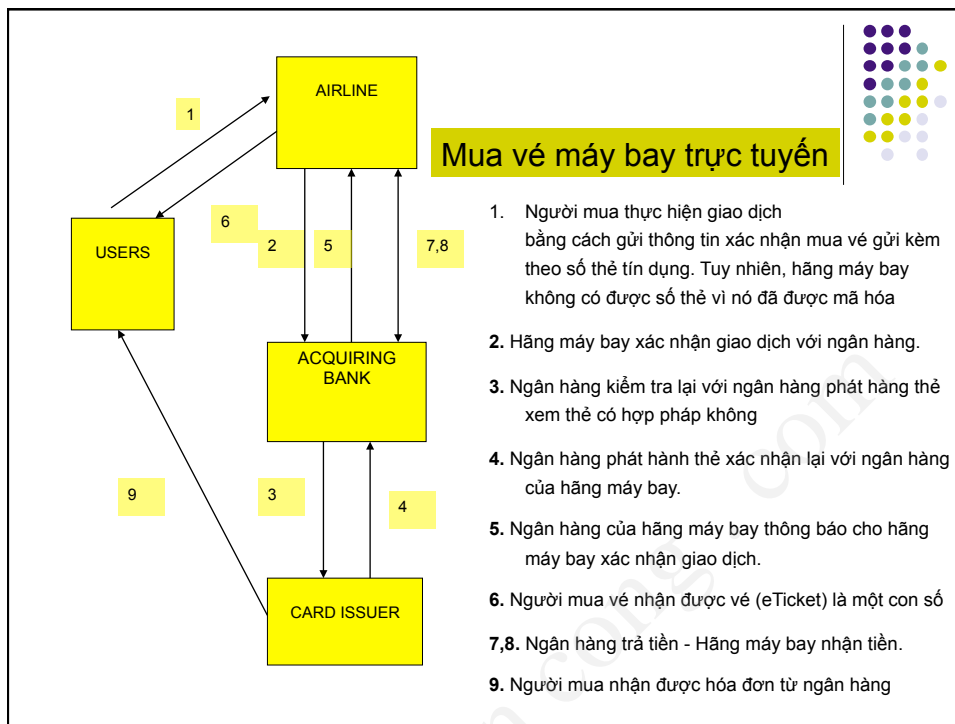 AIRLINE
1
Mua vé máy bay trực tuyến
6
2
5
7,8
USERS
ACQUIRING
BANK
9
3
4
CARD ISSUER
1. Người mua thực hiện giao dịch
bằng cách gửi thông tin xác nhận mua vé gửi kèm
theo số thẻ tín dụng. Tuy nhiên, hãng máy bay
không có được số thẻ vì nó đã được mã hóa
2. Hãng máy bay xác nhận giao dịch với ngân hàng.
3. Ngân hàng kiểm tra lại với ngân hàng phát hàng thẻ
xem thẻ có hợp pháp không
4. Ngân hàng phát hành thẻ xác nhận lại với ngân hàng
của hãng máy bay.
5. Ngân hàng của hãng máy bay thông báo cho hãng
máy bay xác nhận giao dịch.
6. Người mua vé nhận được vé (eTicket) là một con số
7,8. Ngân hàng trả tiền - Hãng máy bay nhận tiền.
9. Người mua nhận được hóa đơn từ ngân hàng
cong . com